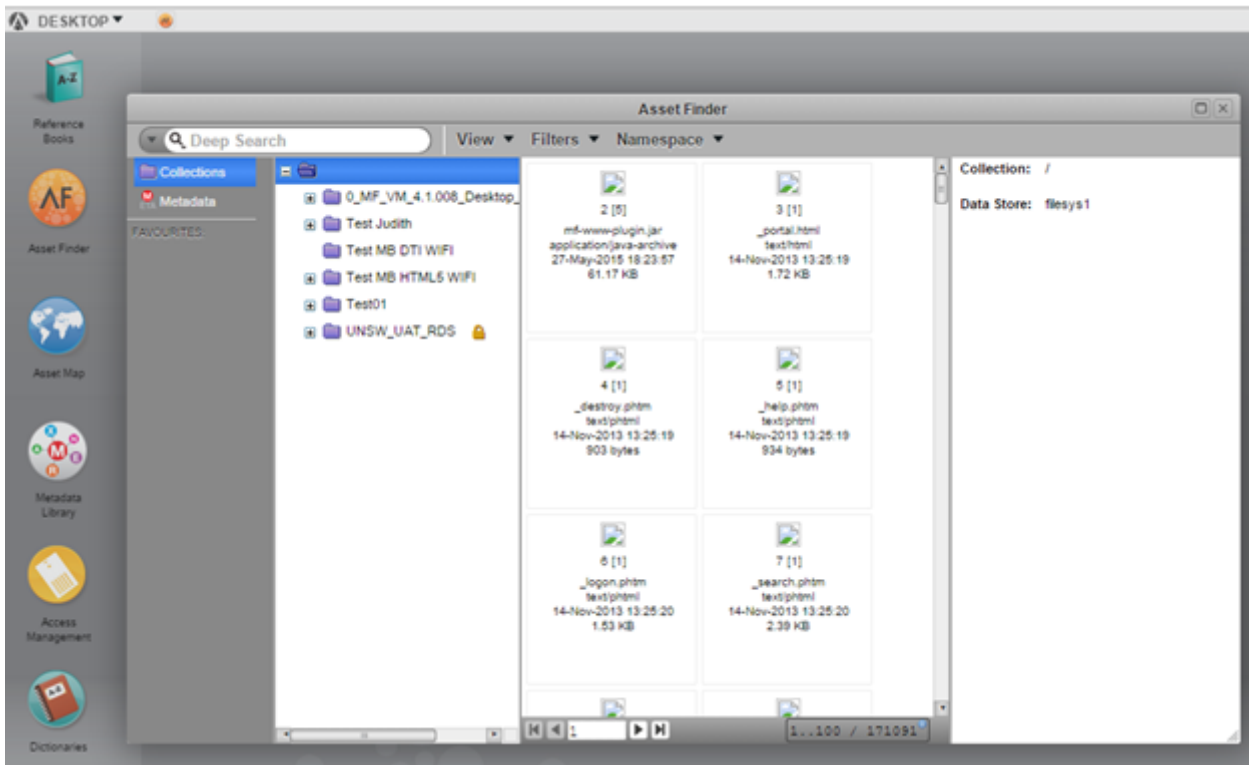 DESKTOP
Reference
Books
Asset Finder
Asset Map
Metadata
Library
Access
Management
Dictionaries
Asset Finder
Deep Search
View
Filters
Namespace
Collections
Metadata
FAVOURITES:
0_MF_VM_4.1.008_Desktop_
Test Judith
Test MB DTI WIFI
Test MB HTML5 WIFI
Test01
UNSW_UAT_RDS
2 [5]
mf-www-plugin.jar
application/java-archive
27-May-2015 18:23:57
61.17 KB
3 [1]
_portal.html
text/html
14-Nov-2013 13:25:19
1.72 KB
4 [1]
_destroy.phtm
text/phtml
14-Nov-2013 13:25:19
903 bytes
5 [1]
_help.phtm
text/phtml
14-Nov-2013 13:25:19
934 bytes
6 [1]
_logon.phtm
text/phtml
14-Nov-2013 13:25:20
1.53 KB
7 [1]
_search.phtm
text/phtml
14-Nov-2013 13:25:20
2.39 KB
1
1..100 / 171091
Collection: /
Data Store: filesys1